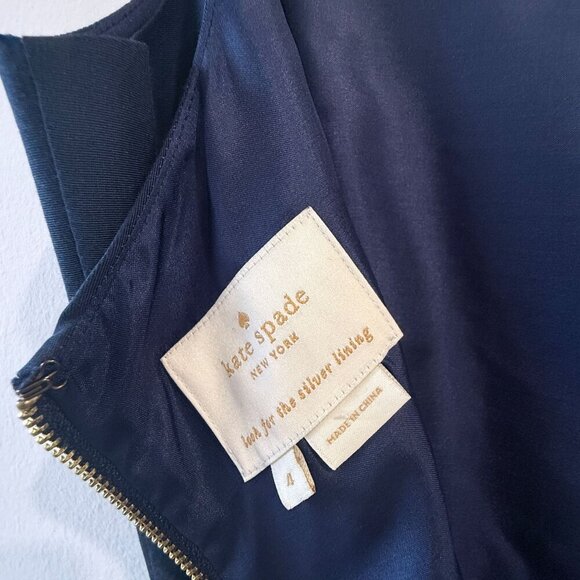 kate spade
NEW YORK
look for the silver lining
4
MADE IN CHINA